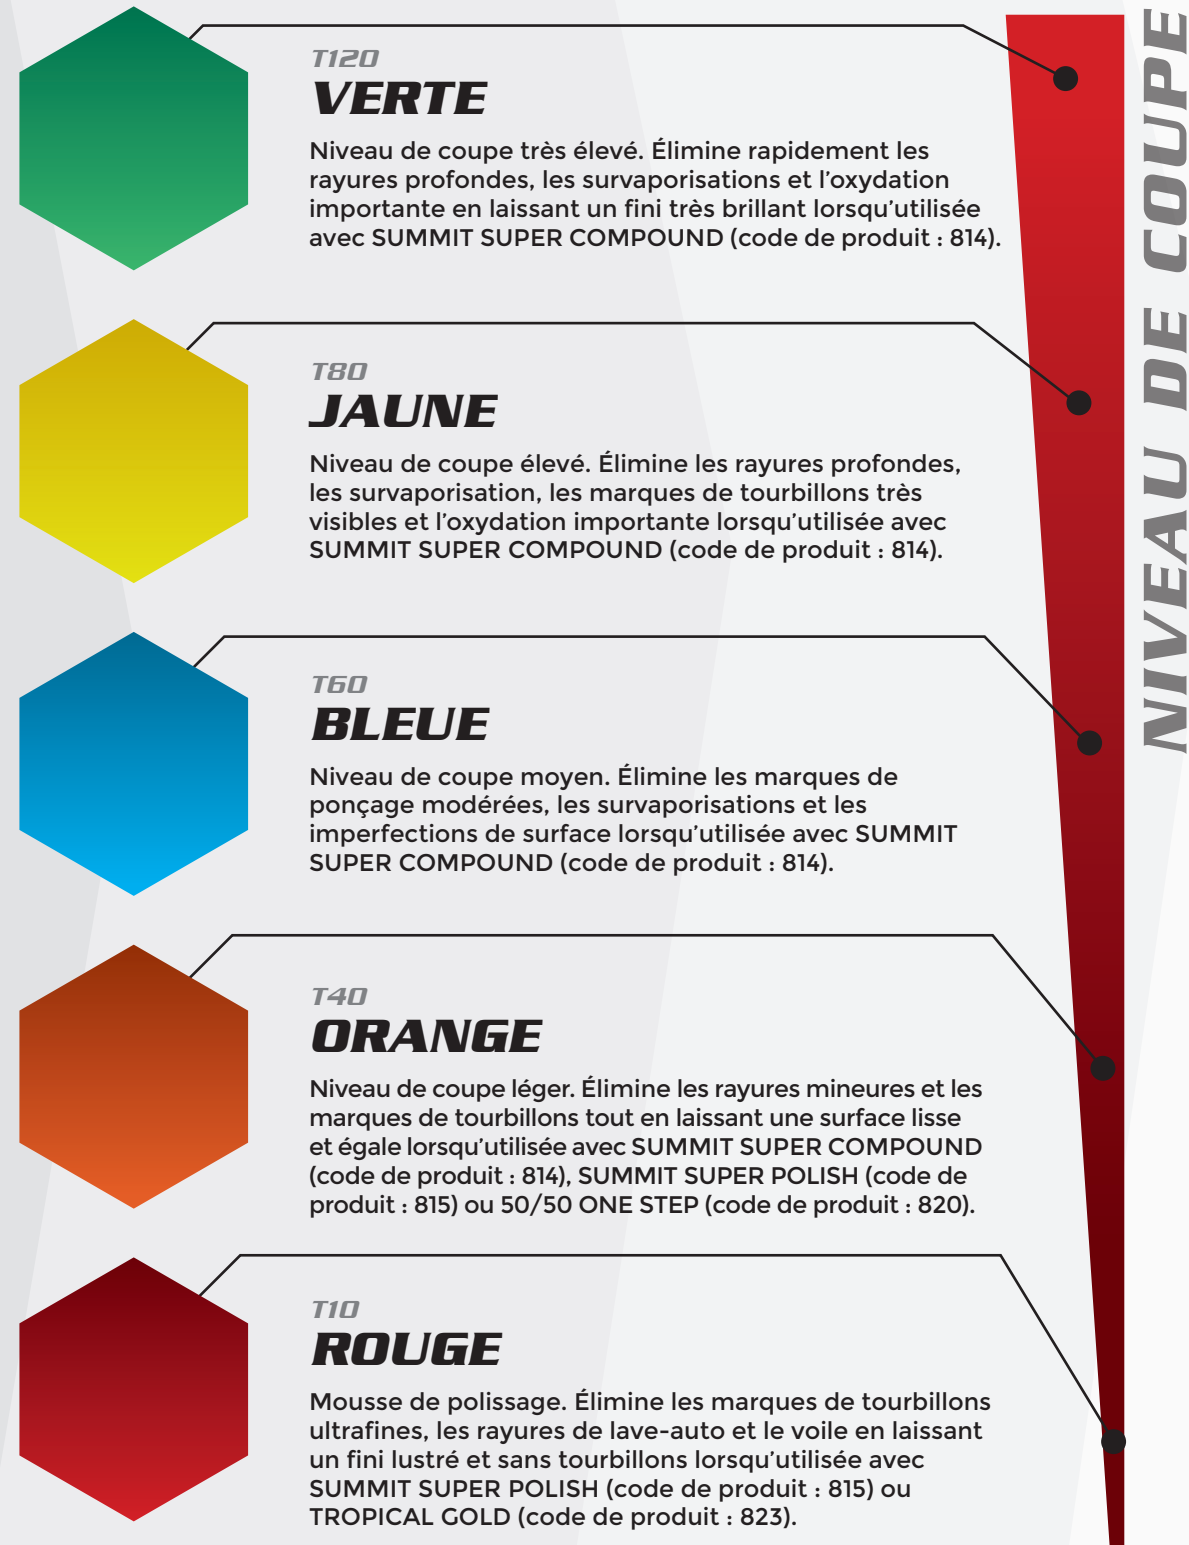 T120
VERTE
Niveau de coupe très élevé. Élimine rapidement les
rayures profondes, les survaporisations et l’oxydation
importante en laissant un fini très brillant lorsqu’utilisée
avec SUMMIT SUPER COMPOUND (code de produit : 814).
T80
JAUNE
Niveau de coupe élevé. Élimine les rayures profondes,
les survaporisation, les marques de tourbillons très
visibles et l’oxydation importante lorsqu’utilisée avec
SUMMIT SUPER COMPOUND (code de produit : 814).
T60
BLEUE
Niveau de coupe moyen. Élimine les marques de
ponçage modérées, les survaporisations et les
imperfections de surface lorsqu’utilisée avec SUMMIT
SUPER COMPOUND (code de produit : 814).
T40
ORANGE
Niveau de coupe léger. Élimine les rayures mineures et les
marques de tourbillons tout en laissant une surface lisse
et égale lorsqu’utilisée avec SUMMIT SUPER COMPOUND
(code de produit : 814), SUMMIT SUPER POLISH (code de
produit : 815) ou 50/50 ONE STEP (code de produit : 820).
T10
ROUGE
Mousse de polissage. Élimine les marques de tourbillons
ultrafines, les rayures de lave-auto et le voile en laissant
un fini lustré et sans tourbillons lorsqu’utilisée avec
SUMMIT SUPER POLISH (code de produit : 815) ou
TROPICAL GOLD (code de produit : 823).
NIVEAU DE COUPE